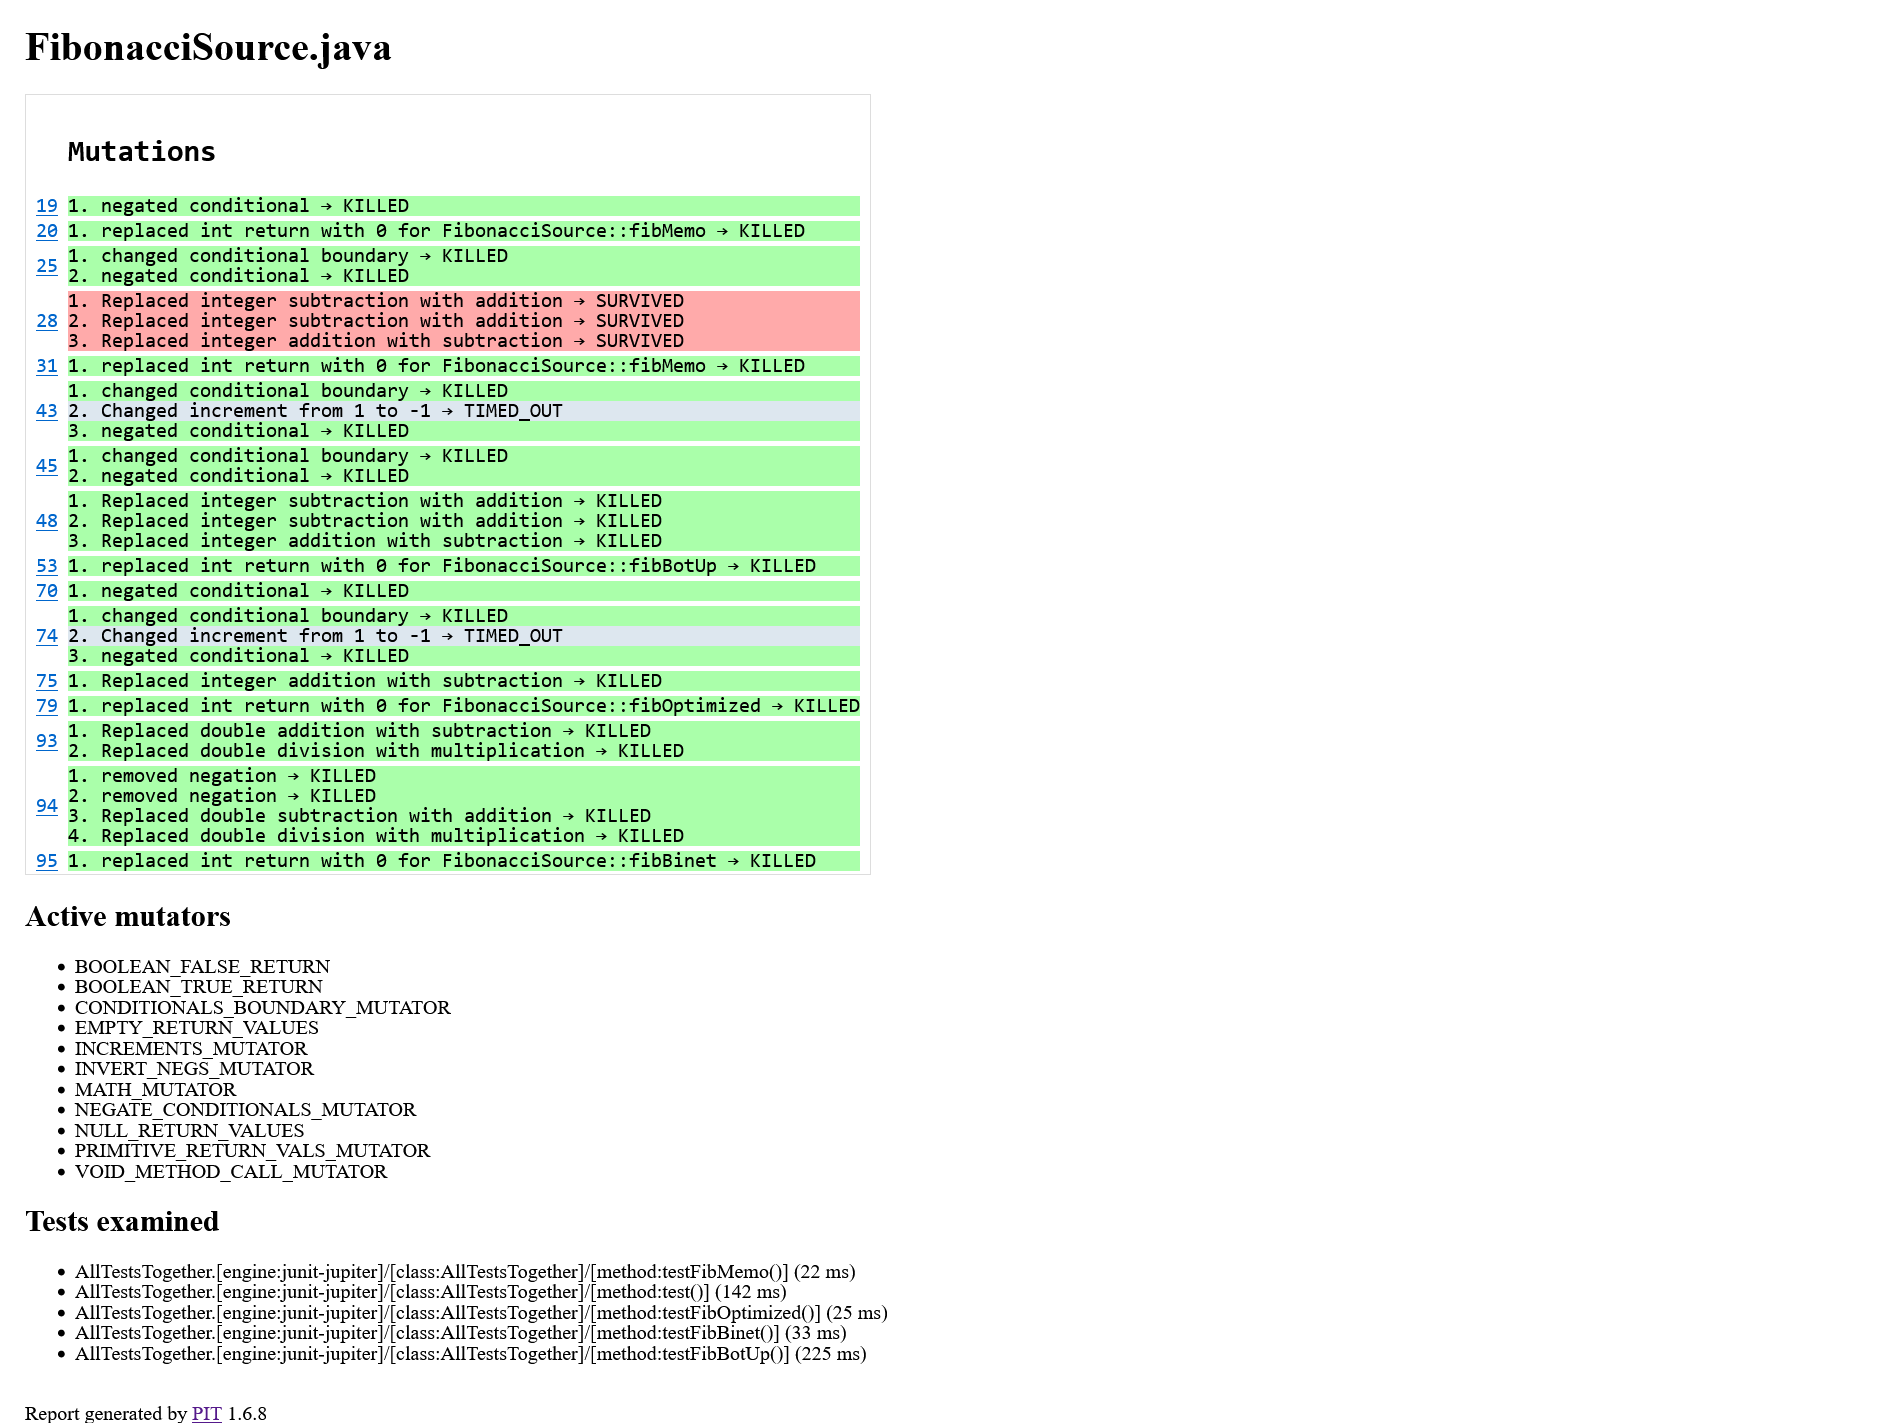 FibonacciSource.java
Mutations
19 1. negated conditional → KILLED
20 1. replaced int return with 0 for FibonacciSource::fibMemo → KILLED
25 1. changed conditional boundary → KILLED
2. negated conditional → KILLED
28 1. Replaced integer subtraction with addition → SURVIVED
2. Replaced integer subtraction with addition → SURVIVED
3. Replaced integer addition with subtraction → SURVIVED
31 1. replaced int return with 0 for FibonacciSource::fibMemo → KILLED
43 1. changed conditional boundary → KILLED
2. Changed increment from 1 to -1 → TIMED_OUT
3. negated conditional → KILLED
45 1. changed conditional boundary → KILLED
2. negated conditional → KILLED
48 1. Replaced integer subtraction with addition → KILLED
2. Replaced integer subtraction with addition → KILLED
3. Replaced integer addition with subtraction → KILLED
53 1. replaced int return with 0 for FibonacciSource::fibBotUp → KILLED
70 1. negated conditional → KILLED
74 1. changed conditional boundary → KILLED
2. Changed increment from 1 to -1 → TIMED_OUT
3. negated conditional → KILLED
75 1. Replaced integer addition with subtraction → KILLED
79 1. replaced int return with 0 for FibonacciSource::fibOptimized → KILLED
93 1. Replaced double addition with subtraction → KILLED
2. Replaced double division with multiplication → KILLED
94 1. removed negation → KILLED
2. removed negation → KILLED
3. Replaced double subtraction with addition → KILLED
4. Replaced double division with multiplication → KILLED
95 1. replaced int return with 0 for FibonacciSource::fibBinet → KILLED
Active mutators
• BOOLEAN_FALSE_RETURN
• BOOLEAN_TRUE_RETURN
• CONDITIONALS_BOUNDARY_MUTATOR
• EMPTY_RETURN_VALUES
• INCREMENTS_MUTATOR
• INVERT_NEGS_MUTATOR
• MATH_MUTATOR
• NEGATE_CONDITIONALS_MUTATOR
• NULL_RETURN_VALUES
• PRIMITIVE_RETURN_VALS_MUTATOR
• VOID_METHOD_CALL_MUTATOR
Tests examined
• AllTestsTogether.[engine:junit-jupiter]/[class:AllTestsTogether]/[method:testFibMemo()] (22 ms)
• AllTestsTogether.[engine:junit-jupiter]/[class:AllTestsTogether]/[method:test()] (142 ms)
• AllTestsTogether.[engine:junit-jupiter]/[class:AllTestsTogether]/[method:testFibOptimized()] (25 ms)
• AllTestsTogether.[engine:junit-jupiter]/[class:AllTestsTogether]/[method:testFibBinet()] (33 ms)
• AllTestsTogether.[engine:junit-jupiter]/[class:AllTestsTogether]/[method:testFibBotUp()] (225 ms)
Report generated by PIT 1.6.8